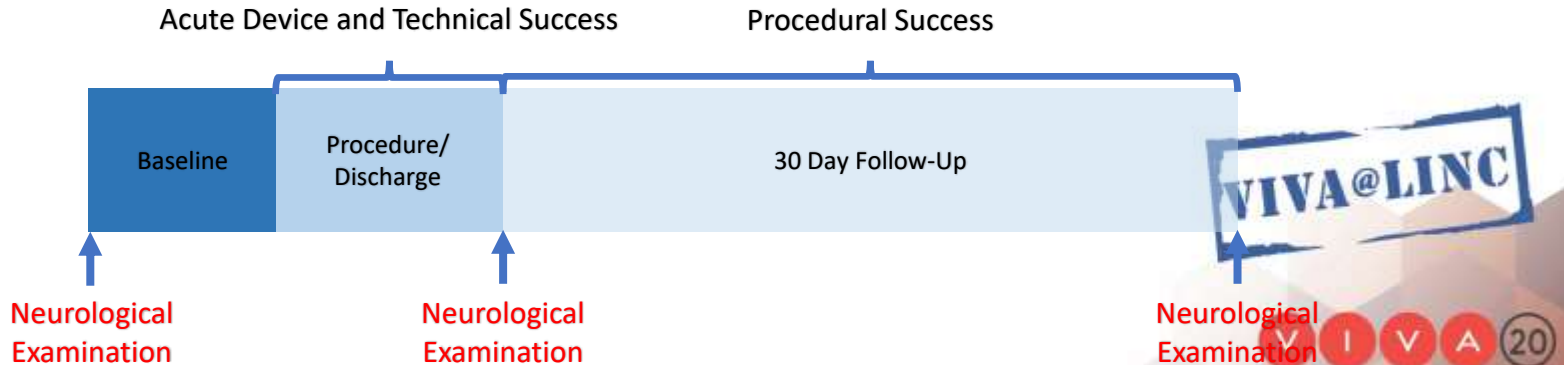 Acute Device and Technical Success
Procedural Success
Baseline
Procedure/
Discharge
30 Day Follow-Up
VIVA@LINC
Neurological
Examination
Neurological
Examination
Neurological
Examination
VIVA 20